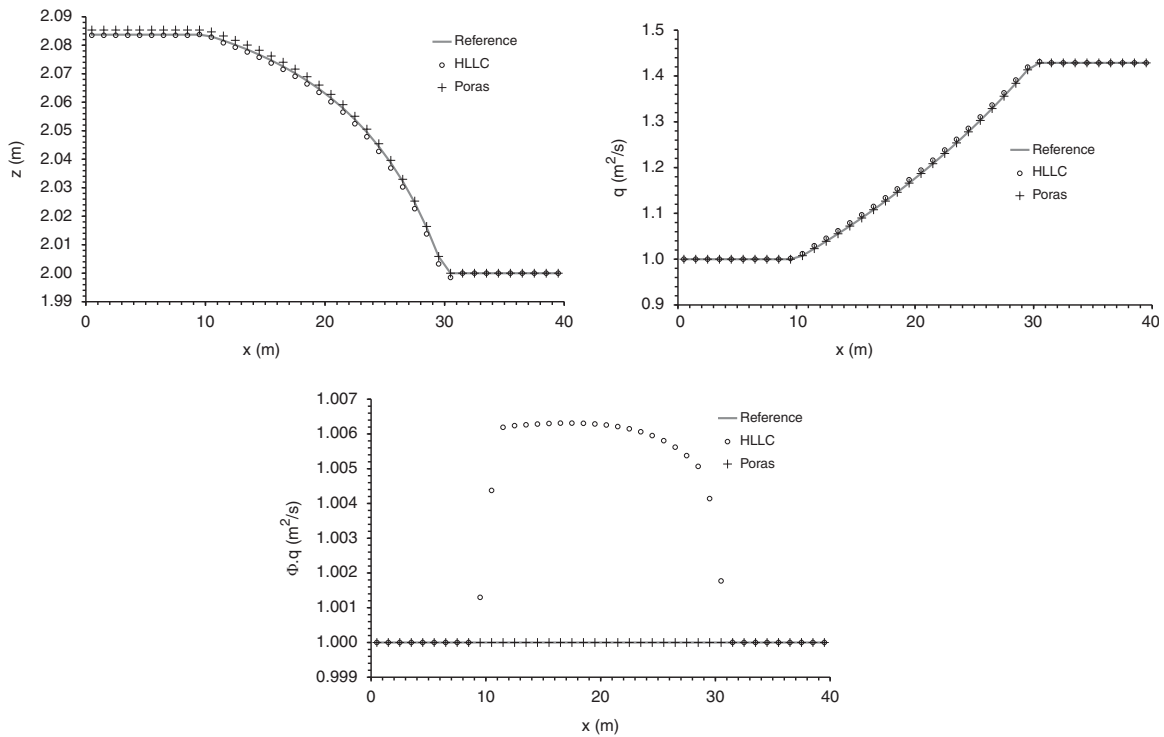 2.09
2.08
2.07
2.06
2.05
2.04
2.03
2.02
2.01
2.00
1.99
z (m)
0
10
20
30
40
x (m)
Reference
HLLC
Poras
1.5
1.4
1.3
1.2
1.1
1.0
0.9
q (m²/s)
0
10
20
30
40
x (m)
Reference
HLLC
Poras
1.007
1.006
1.005
1.004
1.003
1.002
1.001
1.000
0.999
Φ.q (m²/s)
0
10
20
30
40
x (m)
Reference
HLLC
Poras